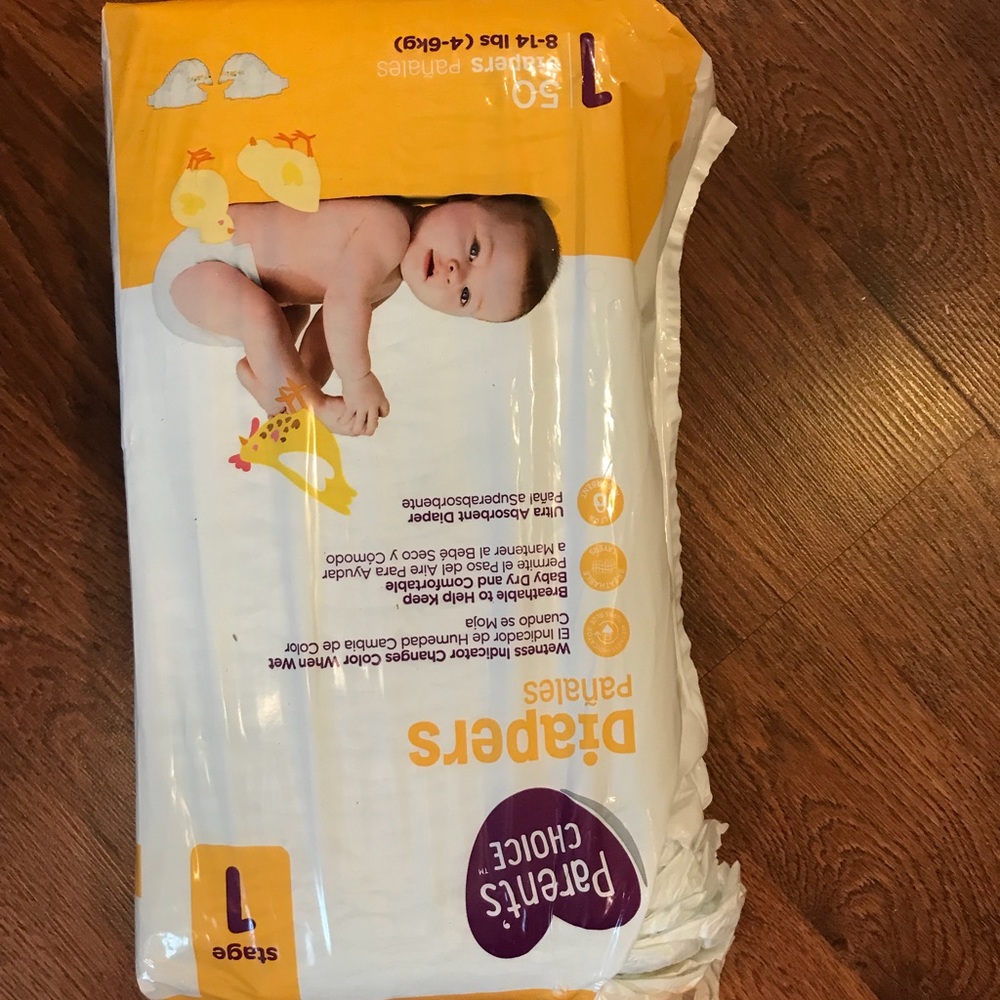 Parent's
CHOICE™
stage
1
Diapers
Pañales
Wetness Indicator Changes Color When Wet
El Indicador de Humedad Cambia de Color
Cuando se Moja
Breathable to Help Keep
Baby Dry and Comfortable
Permite el Paso del Aire Para Ayudar
a Mantener al Bebé Seco y Cómodo
Ultra Absorbent Diaper
Pañal aSuperabsorbente
1
50
Diapers Pañales
8-14 lbs (4-6kg)